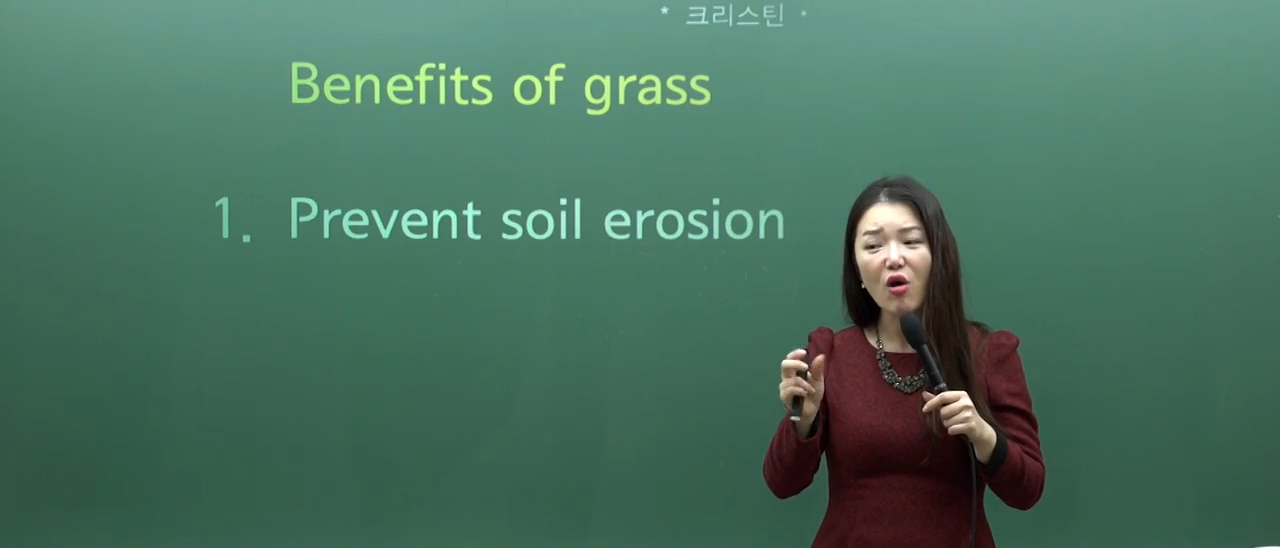 * 크리스틴 *
Benefits of grass
1. Prevent soil erosion